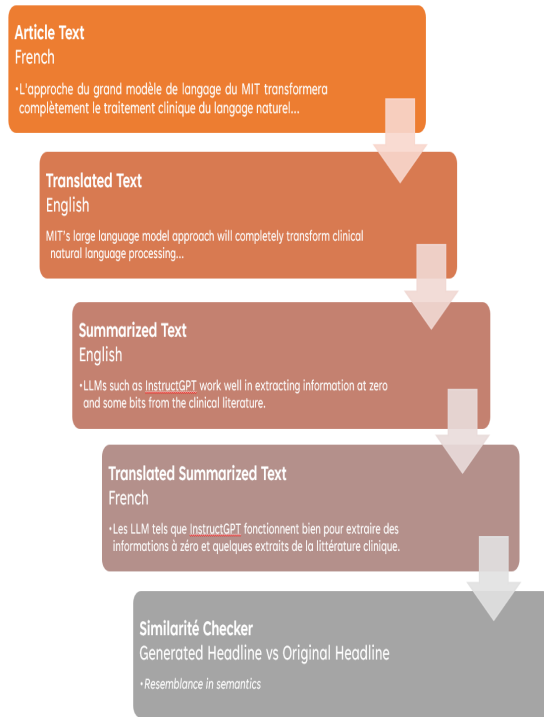 Article Text
French
•L'approche du grand modèle de langage du MIT transformera
complètement le traitement clinique du langage naturel...
Translated Text
English
MIT's large language model approach will completely transform clinical
natural language processing...
Summarized Text
English
•LLMs such as InstructGPT work well in extracting information at zero
and some bits from the clinical literature.
Translated Summarized Text
French
•Les LLM tels que InstructGPT fonctionnent bien pour extraire des
informations à zéro et quelques extraits de la littérature clinique.
Similarité Checker
Generated Headline vs Original Headline
•Resemblance in semantics